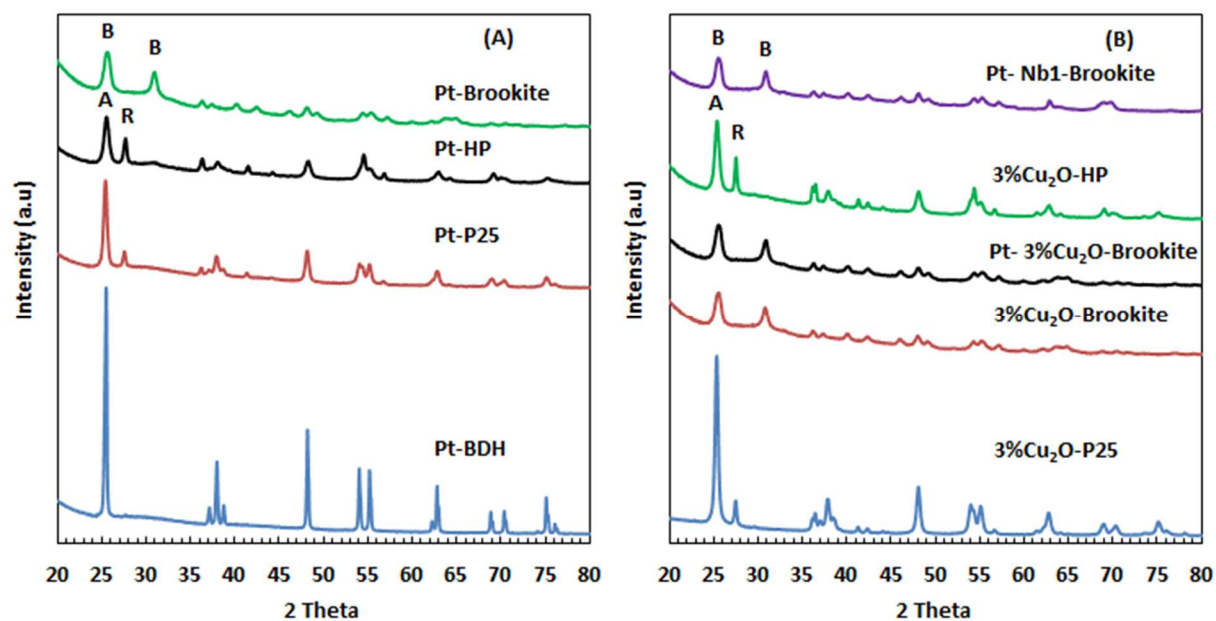 (A)
B
B
Pt-Brookite
A
R
Pt-HP
Pt-P25
Pt-BDH
Intensity (a.u)
20 25 30 35 40 45 50 55 60 65 70 75 80
2 Theta
(B)
B
B
Pt- Nb1-Brookite
A
R
3%Cu₂O-HP
Pt- 3%Cu₂O-Brookite
3%Cu₂O-Brookite
3%Cu₂O-P25
Intensity (a.u)
20 25 30 35 40 45 50 55 60 65 70 75 80
2 Theta